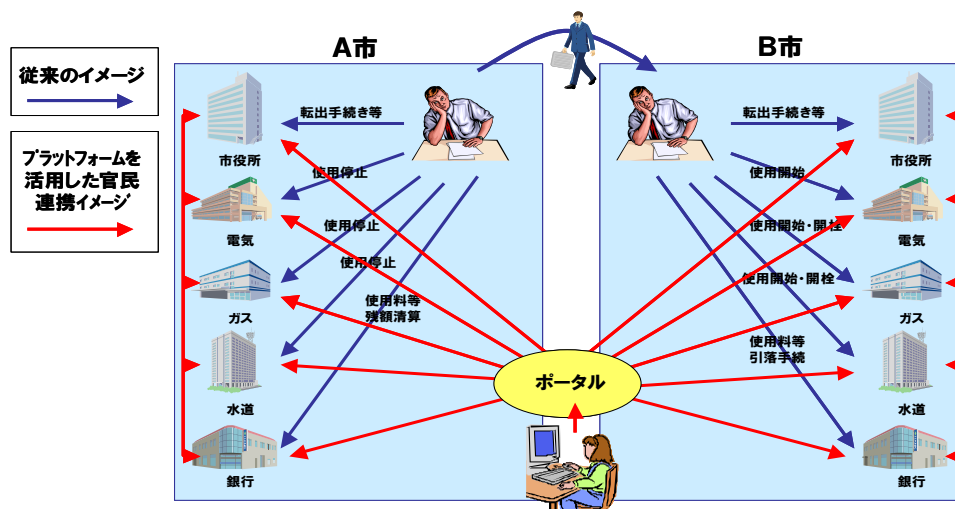 A市
B市
従来のイメージ
プラットフォームを
活用した官民
連携イメージ
転出手続き等
使用停止
使用停止
使用停止
使用料等
残額清算
市役所
電気
ガス
水道
銀行
転出手続き等
使用開始
使用開始・開栓
使用開始・開栓
使用料等
引落手続
市役所
電気
ガス
水道
銀行
ポータル